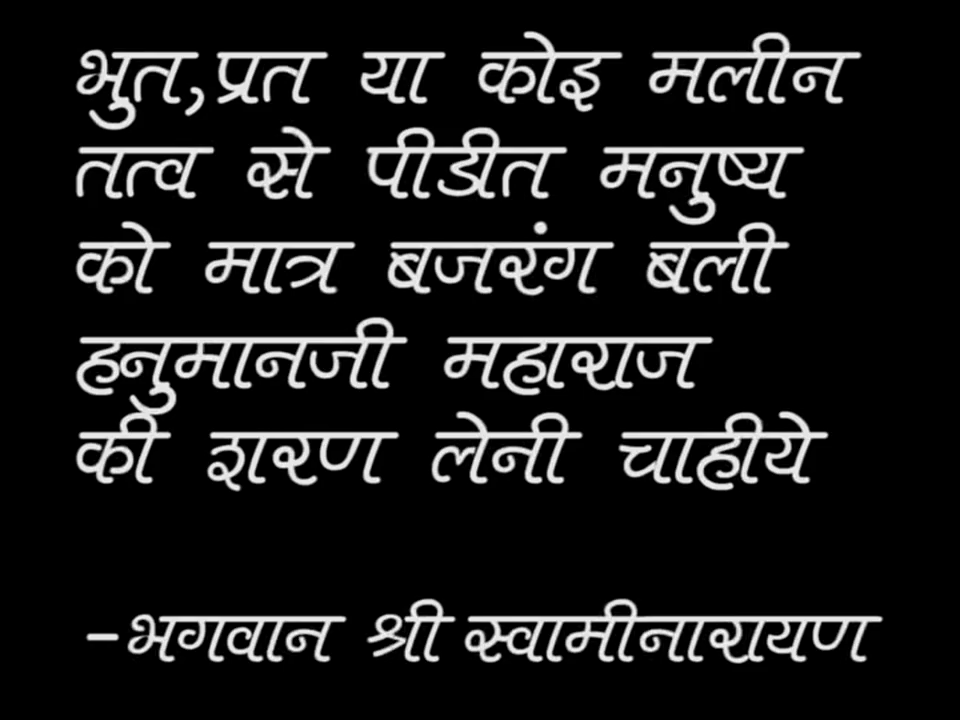 भुत,प्रत या कोइ मलीन
तत्व से पीडीत मनुष्य
को मात्र बजरंग बली
हनुमानजी महाराज
की शरण लेनी चाहीये
-भगवान श्री स्वामीनारायण